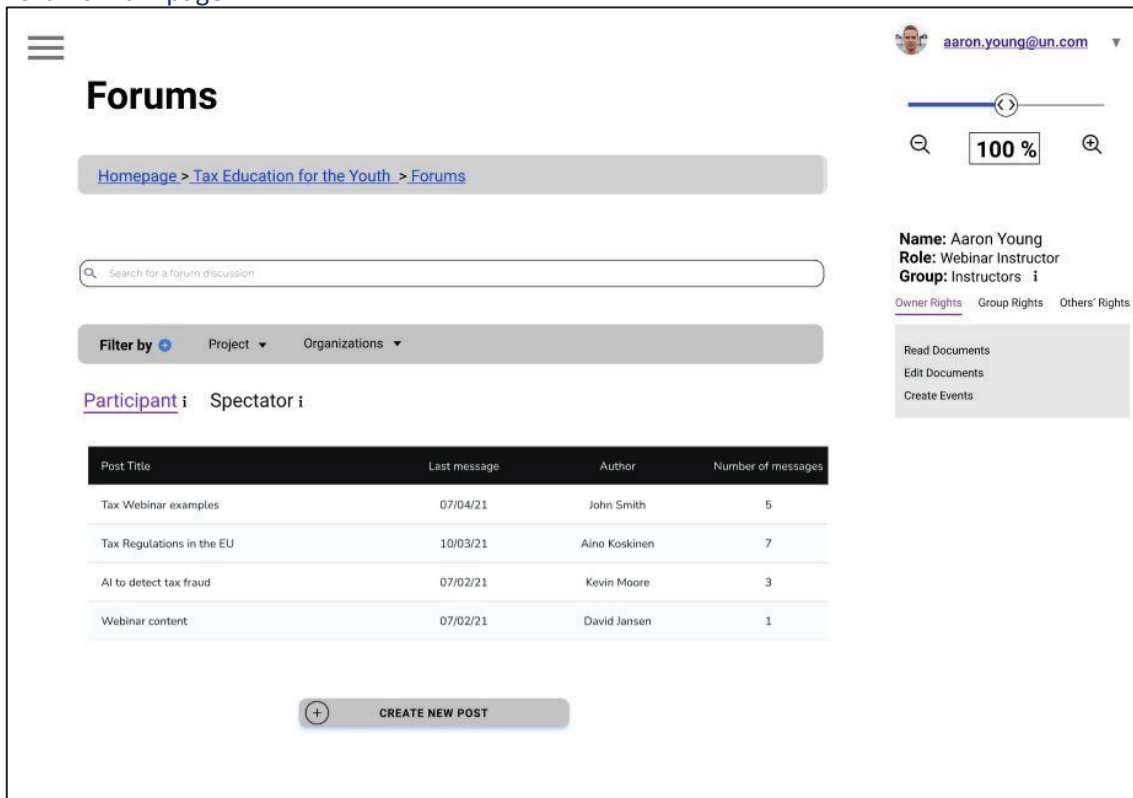 aaron.young@un.com ▼
Forums
100 %
Homepage > Tax Education for the Youth > Forums
Name: Aaron Young
Role: Webinar Instructor
Group: Instructors i
Search for a forum discussion
Owner Rights Group Rights Others' Rights
Filter by Project ▼ Organizations ▼
Read Documents
Edit Documents
Create Events
Participant i Spectator i
Post Title Last message Author Number of messages
Tax Webinar examples 07/04/21 John Smith 5
Tax Regulations in the EU 10/03/21 Aino Koskinen 7
AI to detect tax fraud 07/02/21 Kevin Moore 3
Webinar content 07/02/21 David Jansen 1
CREATE NEW POST